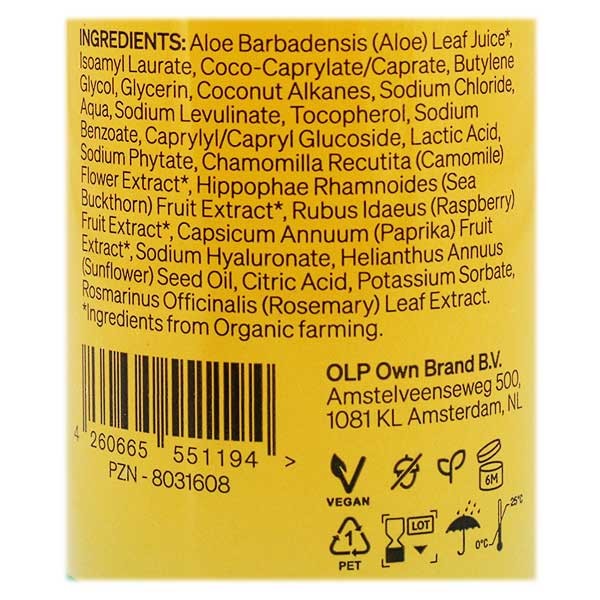 INGREDIENTS: Aloe Barbadensis (Aloe) Leaf Juice*,
Isoamyl Laurate, Coco-Caprylate/Caprate, Butylene
Glycol, Glycerin, Coconut Alkanes, Sodium Chloride,
Aqua, Sodium Levulinate, Tocopherol, Sodium
Benzoate, Caprylyl/Capryl Glucoside, Lactic Acid,
Sodium Phytate, Chamomilla Recutita (Camomile)
Flower Extract*, Hippophae Rhamnoides (Sea
Buckthorn) Fruit Extract*, Rubus Idaeus (Raspberry)
Fruit Extract*, Capsicum Annuum (Paprika) Fruit
Extract*, Sodium Hyaluronate, Helianthus Annuus
(Sunflower) Seed Oil, Citric Acid, Potassium Sorbate,
Rosmarinus Officinalis (Rosemary) Leaf Extract.
*Ingredients from Organic farming.
4 260665 551194 >
PZN - 8031608
OLP Own Brand B.V.
Amstelveenseweg 500,
1081 KL Amsterdam, NL
VEGAN
6M
1
PET
LOT
0°C
25°C